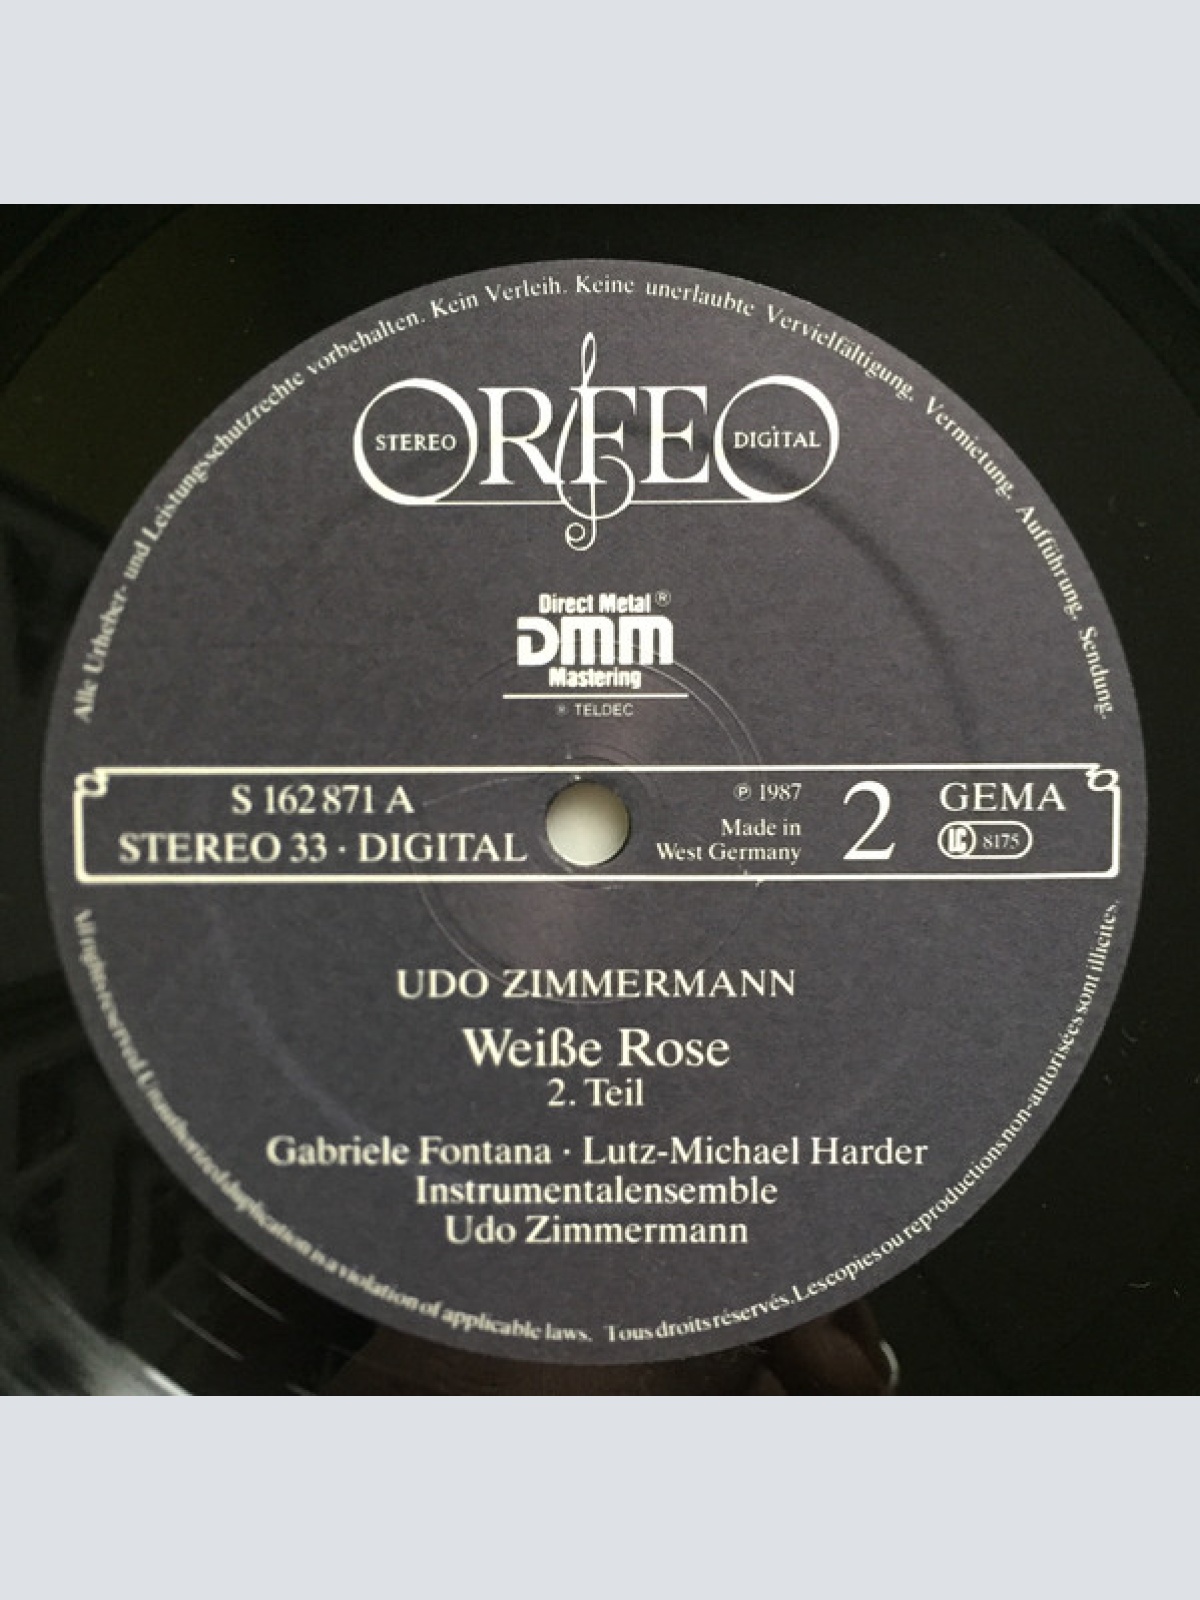 Alle Urheber- und Leistungsschutzrechte vorbehalten. Kein Verleih. Keine unerlaubte Vervielfältigung, Vermietung, Aufführung, Sendung.
ORFEO
STEREO
DIGITAL
Direct Metal ®
DMM
Mastering
® TELDEC
S 162 871 A
STEREO 33 · DIGITAL
℗ 1987
Made in
West Germany
2
GEMA
LC 8175
UDO ZIMMERMANN
Weiße Rose
2. Teil
Gabriele Fontana · Lutz-Michael Harder
Instrumentalensemble
Udo Zimmermann
All rights reserved. Unauthorized duplication is a violation of applicable laws. Tous droits réservés. Les copies ou reproductions non-autorisées sont illicites.